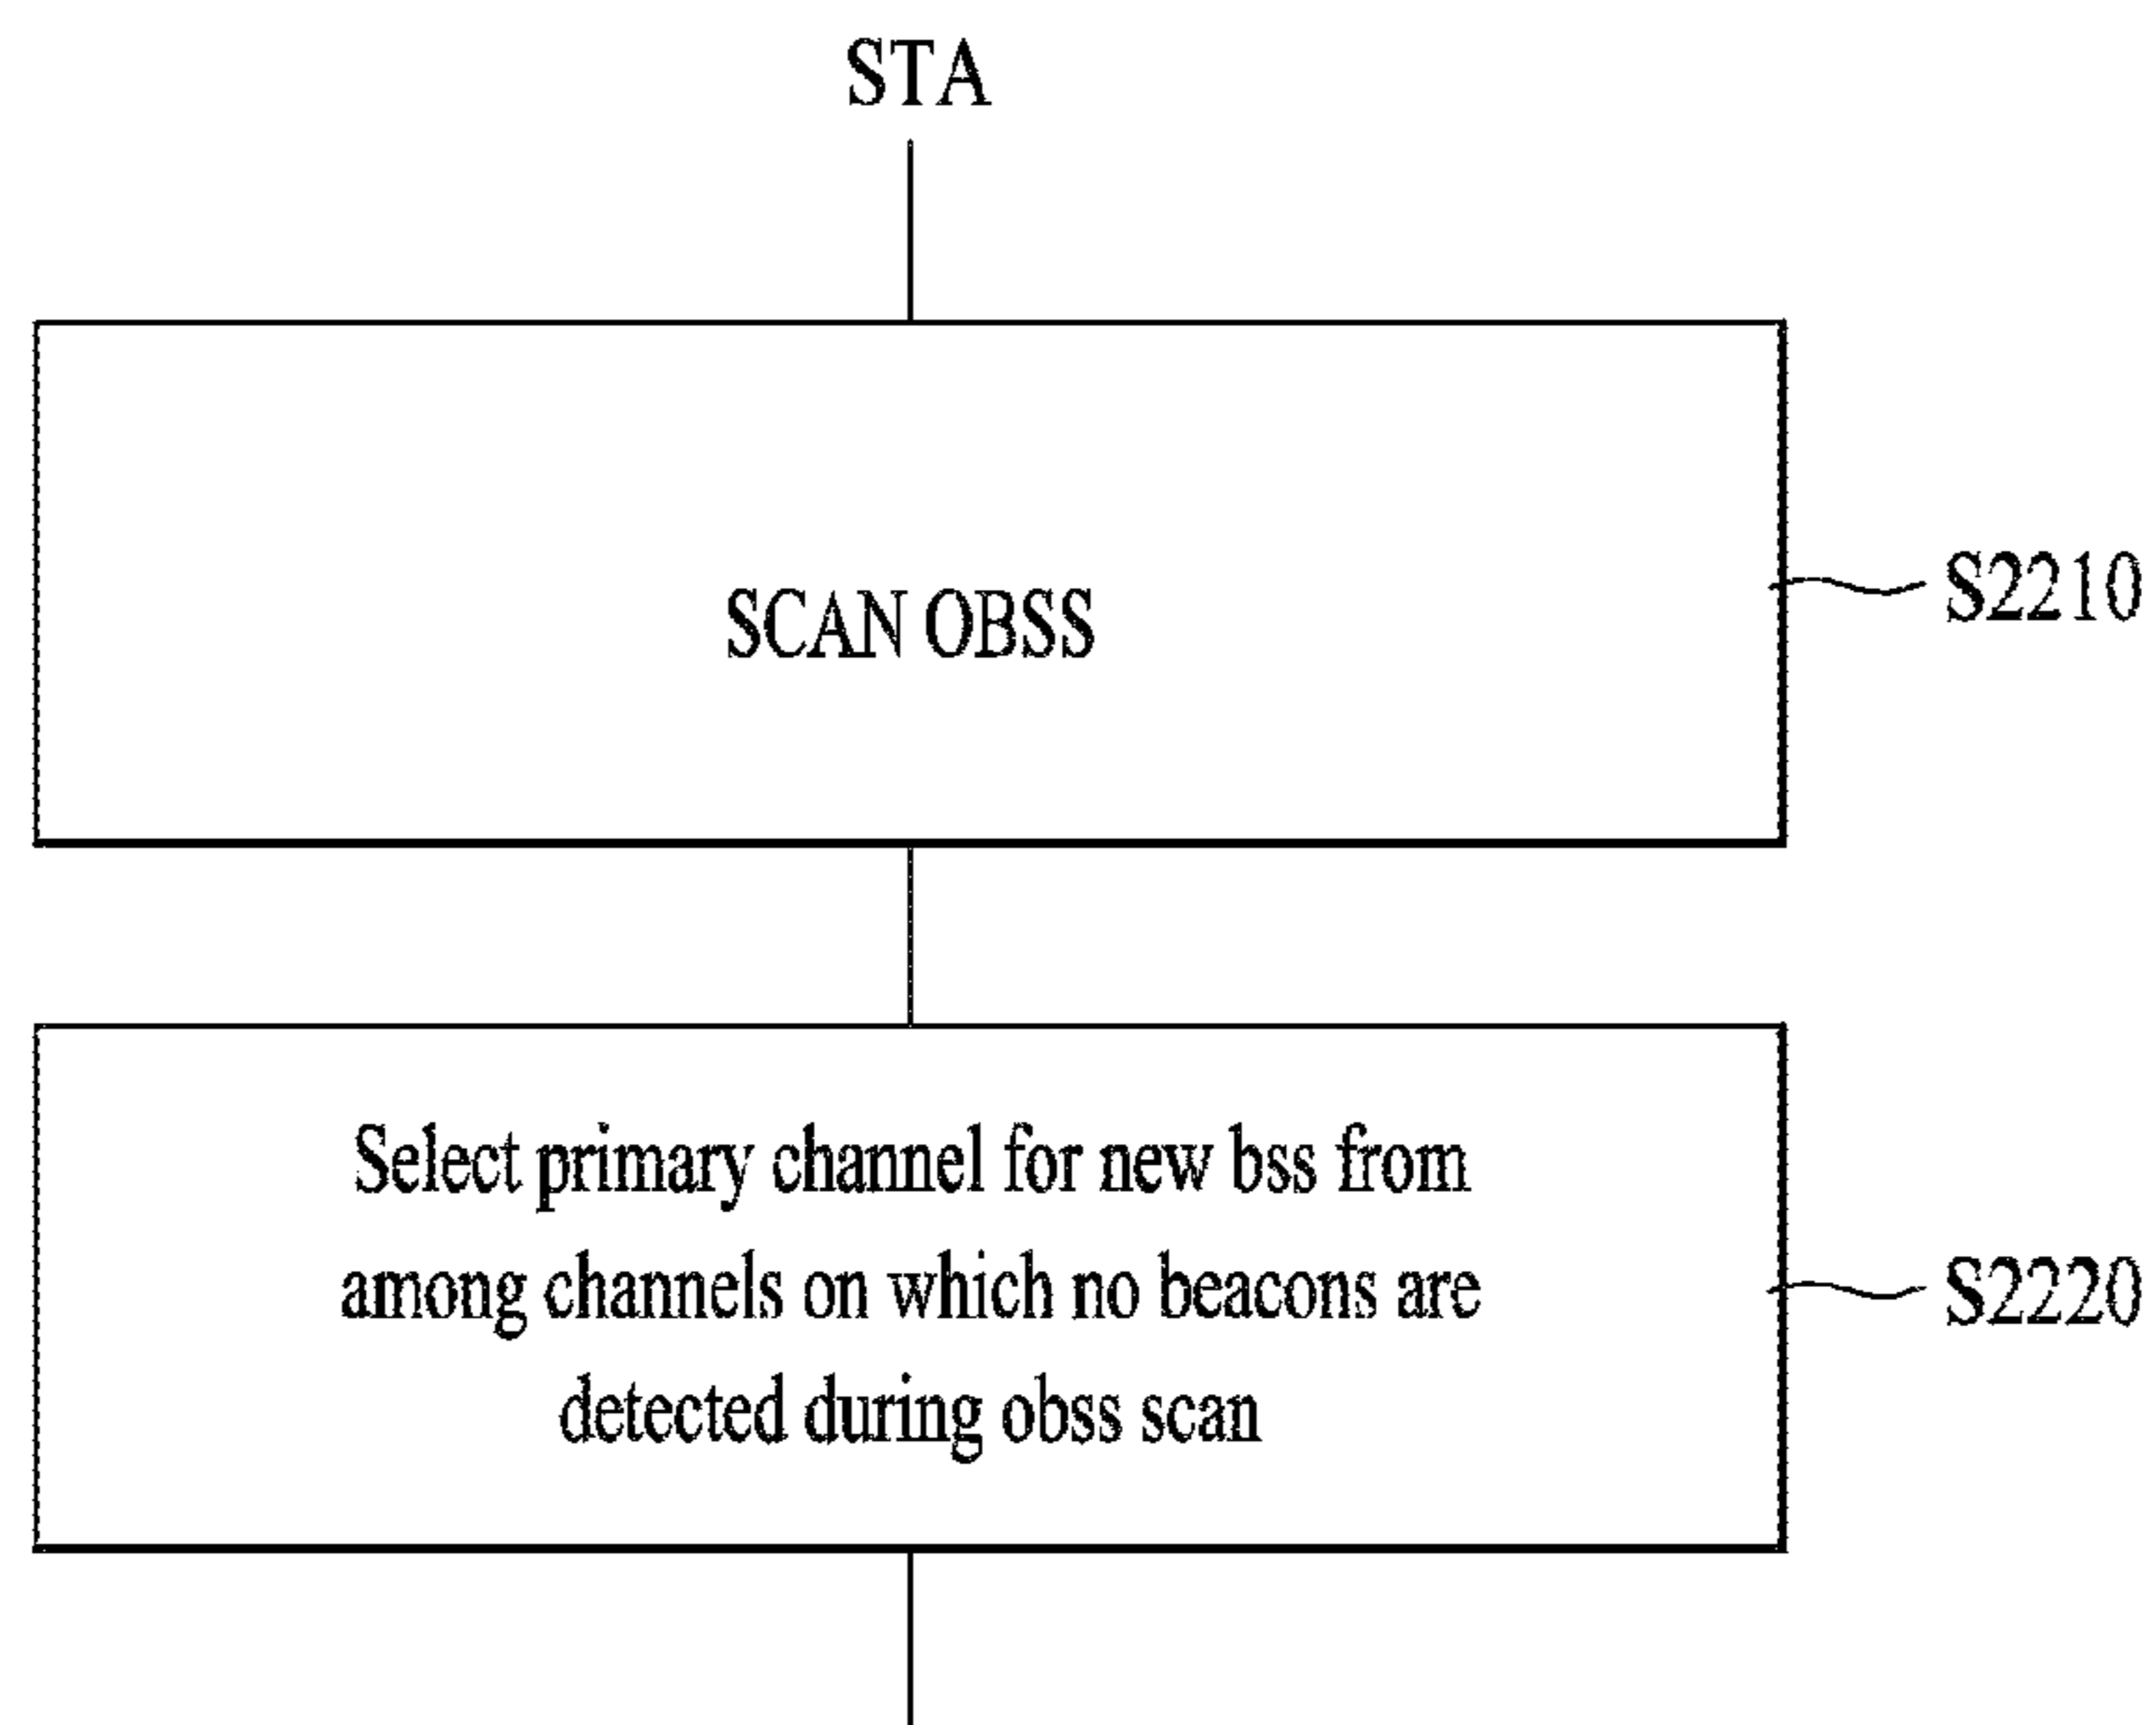 STA
SCAN OBSS
S2210
Select primary channel for new bss from
among channels on which no beacons are
detected during obss scan
S2220